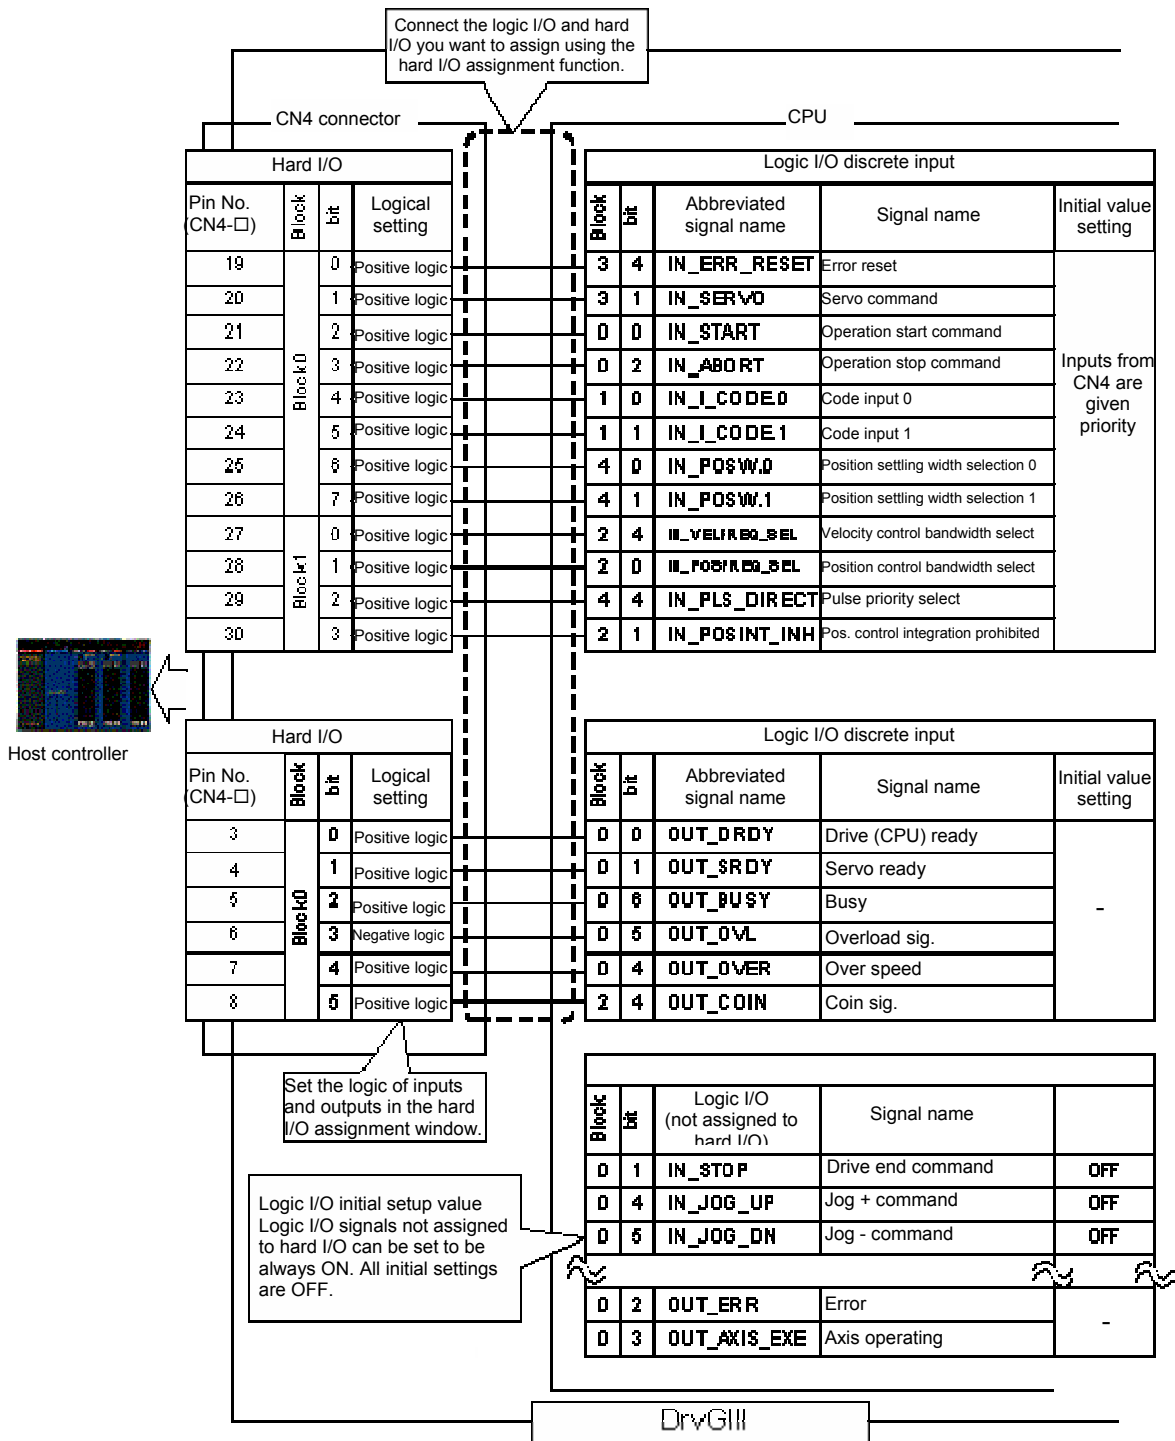 Connect the logic I/O and hard
I/O you want to assign using the
hard I/O assignment function.
CN4 connector
CPU
Hard I/O
Logic I/O discrete input
Pin No.
(CN4-□)
Block
bit
Logical
setting
Block
bit
Abbreviated
signal name
Signal name
Initial value
setting
19 0 Positive logic 3 4 IN_ERR_RESET Error reset
20 1 Positive logic 3 1 IN_SERVO Servo command
21 2 Positive logic 0 0 IN_START Operation start command
22 3 Positive logic 0 2 IN_ABORT Operation stop command
23 4 Positive logic 1 0 IN_I_CODE.0 Code input 0
24 5 Positive logic 1 1 IN_I_CODE.1 Code input 1
25 6 Positive logic 4 0 IN_POSW.0 Position settling width selection 0
26 7 Positive logic 4 1 IN_POSW.1 Position settling width selection 1
Block0
27 0 Positive logic 2 4 IN_VELFREQ_SEL Velocity control bandwidth select
28 1 Positive logic 2 0 IN_POSFREQ_SEL Position control bandwidth select
29 2 Positive logic 4 4 IN_PLS_DIRECT Pulse priority select
30 3 Positive logic 2 1 IN_POSINT_INH Pos. control integration prohibited
Block1
Inputs from
CN4 are
given
priority
Host controller
Hard I/O
Logic I/O discrete input
Pin No.
(CN4-□)
Block
bit
Logical
setting
Block
bit
Abbreviated
signal name
Signal name
Initial value
setting
3 0 Positive logic 0 0 OUT_DRDY Drive (CPU) ready
4 1 Positive logic 0 1 OUT_SRDY Servo ready
5 2 Positive logic 0 6 OUT_BUSY Busy
6 3 Negative logic 0 5 OUT_OVL Overload sig.
7 4 Positive logic 0 4 OUT_OVER Over speed
8 5 Positive logic 2 4 OUT_COIN Coin sig.
Block0
-
Set the logic of inputs
and outputs in the hard
I/O assignment window.
Block
bit
Logic I/O
(not assigned to
hard I/O)
Signal name
0 1 IN_STOP Drive end command OFF
0 4 IN_JOG_UP Jog + command OFF
0 5 IN_JOG_DN Jog - command OFF
0 2 OUT_ERR Error
0 3 OUT_AXIS_EXE Axis operating
-
Logic I/O initial setup value
Logic I/O signals not assigned
to hard I/O can be set to be
always ON. All initial settings
are OFF.
DrvGIII